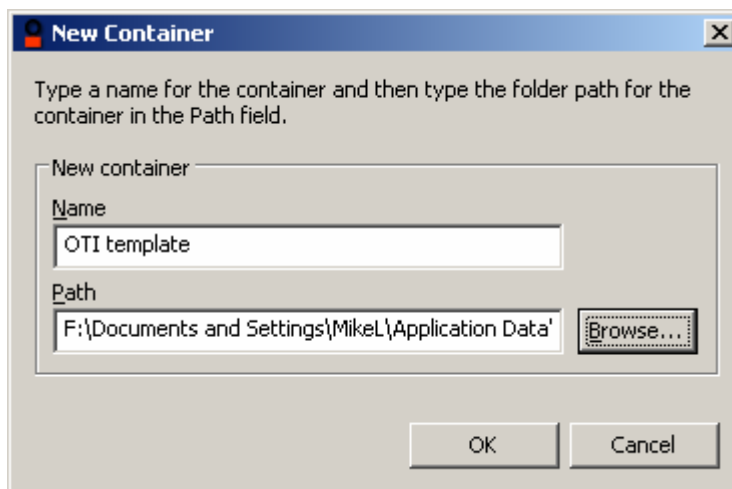 New Container
Type a name for the container and then type the folder path for the
container in the Path field.
New container
Name
OTI template
Path
F:\Documents and Settings\MikeL\Application Data\
Browse...
OK
Cancel